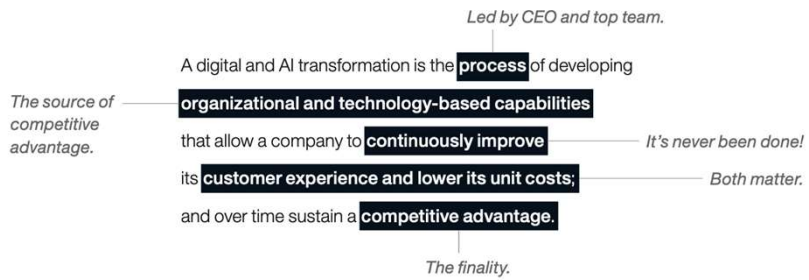 Led by CEO and top team.
A digital and AI transformation is the process of developing
organizational and technology-based capabilities
The source of
competitive
advantage.
that allow a company to continuously improve
It's never been done!
its customer experience and lower its unit costs;
Both matter.
and over time sustain a competitive advantage.
The finality.